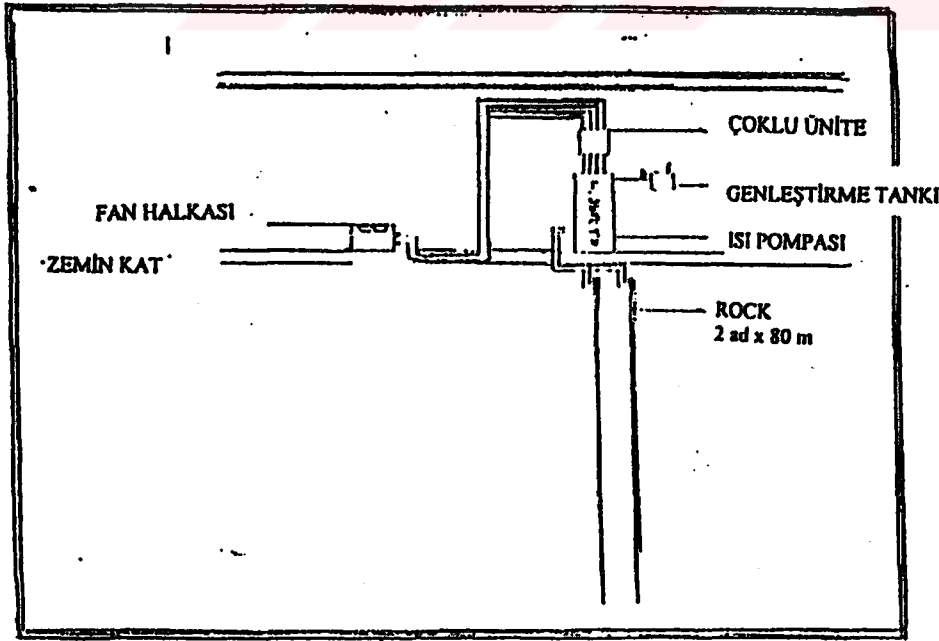 ÇOKLU ÜNİTE
GENLEŞTİRME TANKI
FAN HALKASI
ISI POMPASI
ZEMİN KAT
ROCK
2 ad x 80 m